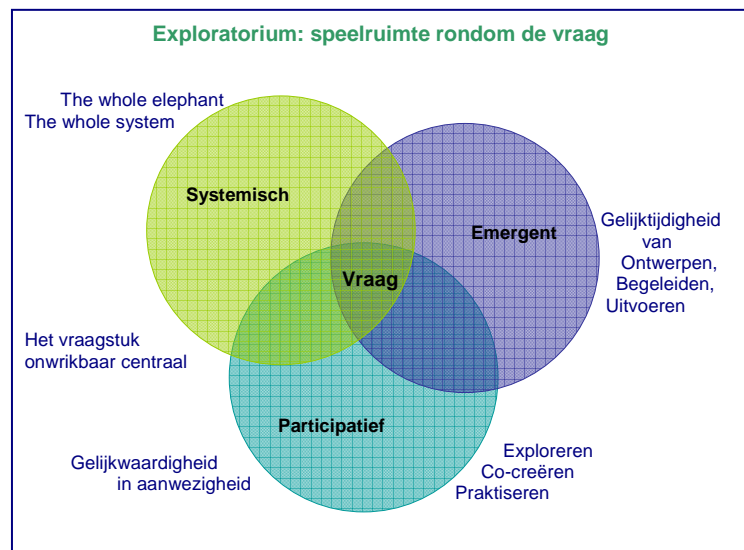 Exploratorium: speelruimte rondom de vraag
The whole elephant
The whole system
Systemisch
Emergent
Gelijktijdigheid
van
Ontwerpen,
Begeleiden,
Uitvoeren
Vraag
Het vraagstuk
onwrikbaar centraal
Participatief
Gelijkwaardigheid
in aanwezigheid
Exploreren
Co-creëren
Praktiseren